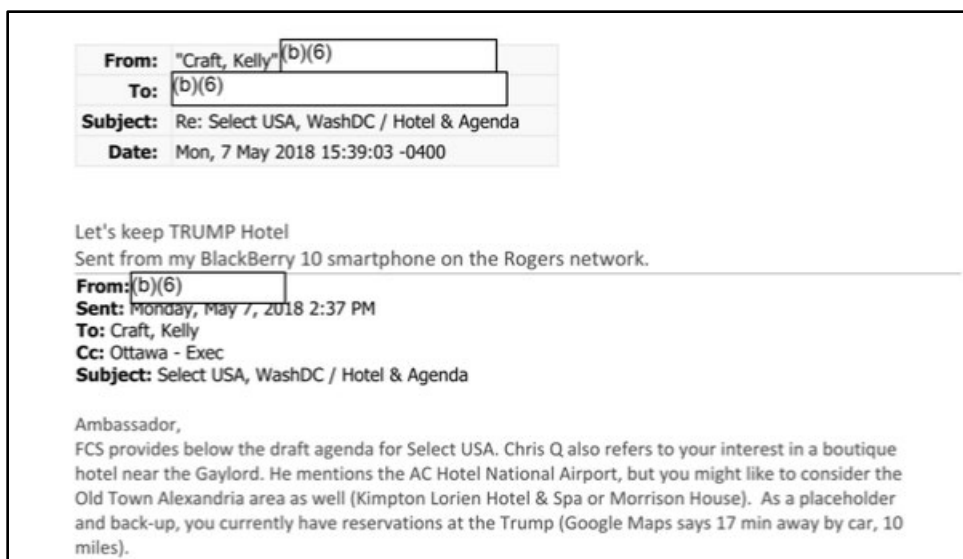 From: "Craft, Kelly" (b)(6)
To: (b)(6)
Subject: Re: Select USA, WashDC / Hotel & Agenda
Date: Mon, 7 May 2018 15:39:03 -0400
Let's keep TRUMP Hotel
Sent from my BlackBerry 10 smartphone on the Rogers network.
From: (b)(6)
Sent: Monday, May 7, 2018 2:37 PM
To: Craft, Kelly
Cc: Ottawa - Exec
Subject: Select USA, WashDC / Hotel & Agenda
Ambassador,
FCS provides below the draft agenda for Select USA. Chris Q also refers to your interest in a boutique
hotel near the Gaylord. He mentions the AC Hotel National Airport, but you might like to consider the
Old Town Alexandria area as well (Kimpton Lorien Hotel & Spa or Morrison House).  As a placeholder
and back-up, you currently have reservations at the Trump (Google Maps says 17 min away by car, 10
miles).